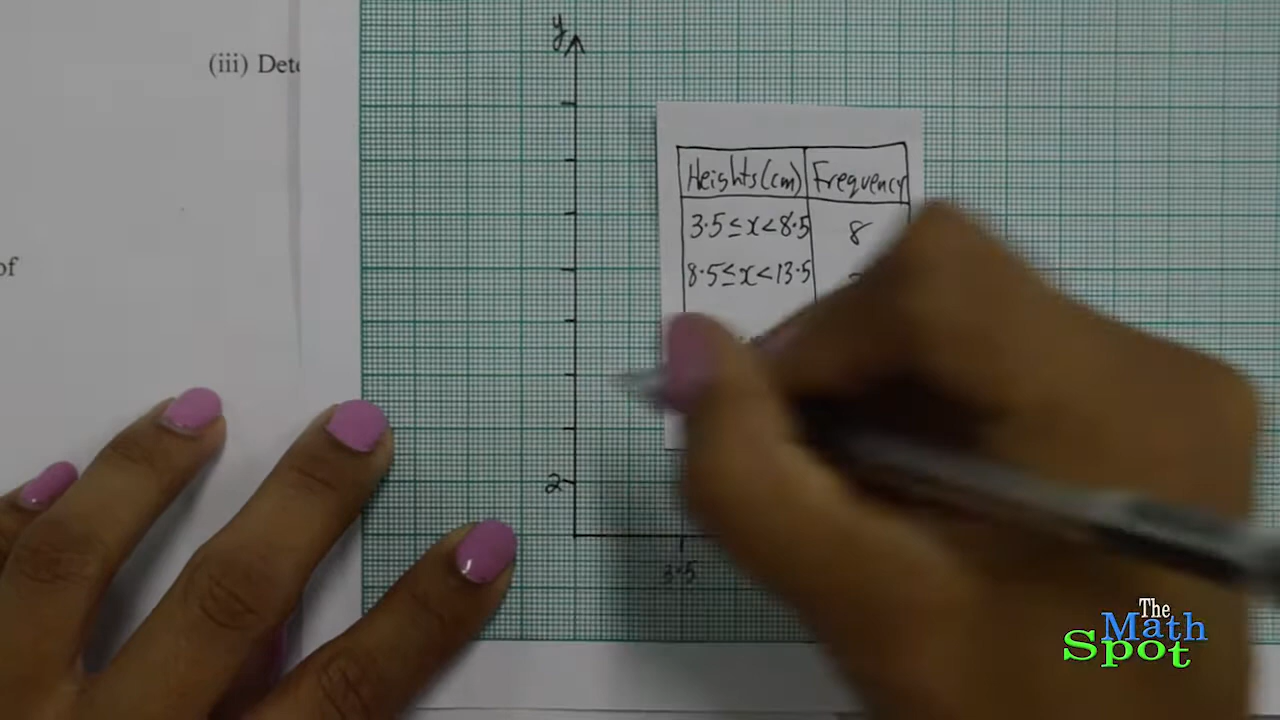 (iii) Dete
of
y
Heights(cm) Frequency
3.5≤x<8.5 8
8.5≤x<13.5
2
3.5
The
Math
Spot